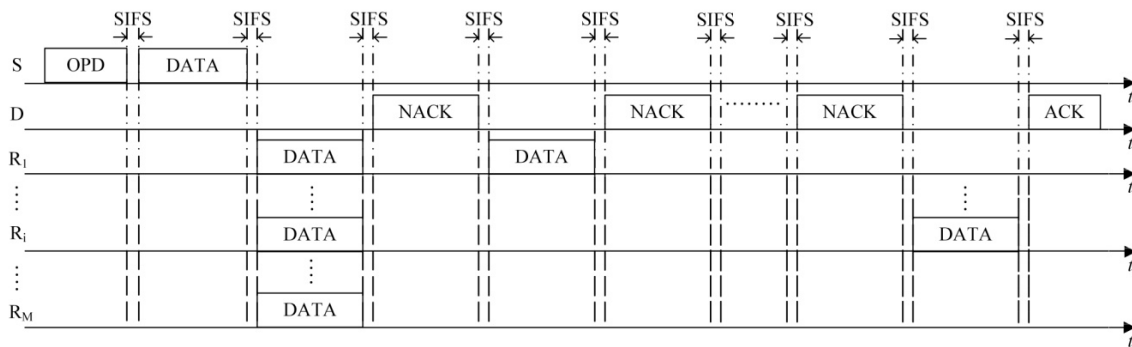 SIFS SIFS SIFS SIFS SIFS SIFS SIFS SIFS SIFS
S OPD DATA t
D NACK NACK NACK ACK t
R1 DATA DATA t
Ri DATA DATA t
RM DATA t